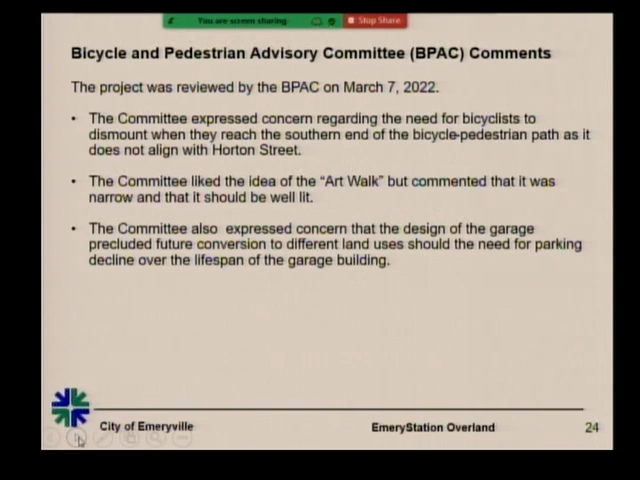 You are screen sharing
Stop Share
Bicycle and Pedestrian Advisory Committee (BPAC) Comments
The project was reviewed by the BPAC on March 7, 2022.
• The Committee expressed concern regarding the need for bicyclists to
dismount when they reach the southern end of the bicycle-pedestrian path as it
does not align with Horton Street.
• The Committee liked the idea of the “Art Walk” but commented that it was
narrow and that it should be well lit.
• The Committee also expressed concern that the design of the garage
precluded future conversion to different land uses should the need for parking
decline over the lifespan of the garage building.
City of Emeryville
EmeryStation Overland
24